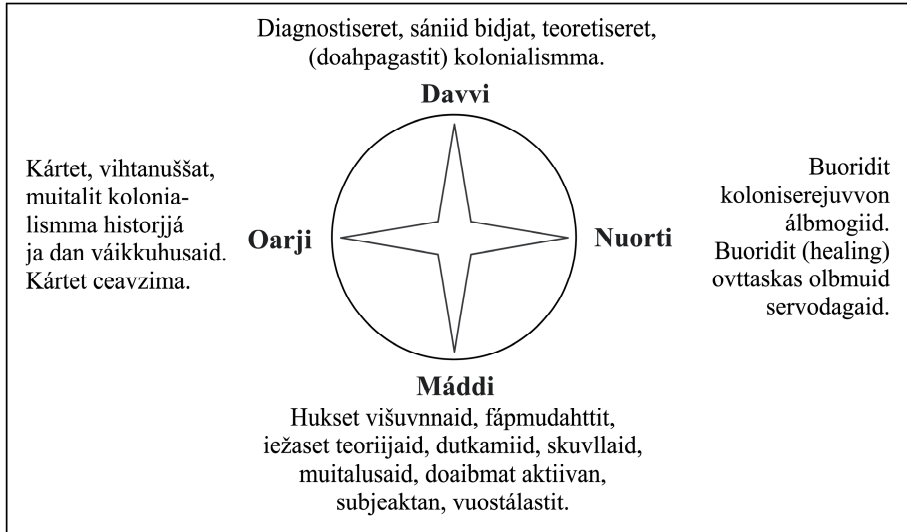 Diagnostiseret, sániid bidjat, teoretiseret,
(doahpagastit) kolonialismma.
Davvi
Kártet, vihtanuššat,
muitalit kolonia-
lismma historjjá
ja dan váikkuhusaid.
Kártet ceavzima.
Oarji
Nuorti
Buoridit
koloniserejuvvon
álbmogiid.
Buoridit (healing)
ovttaskas olbmuid
servodagaid.
Máddi
Hukset višuvnnaid, fápmudahttit,
iežaset teoriijaid, dutkamiid, skuvllaid,
muitalusaid, doaibmat aktiivan,
subjeaktan, vuostálastit.